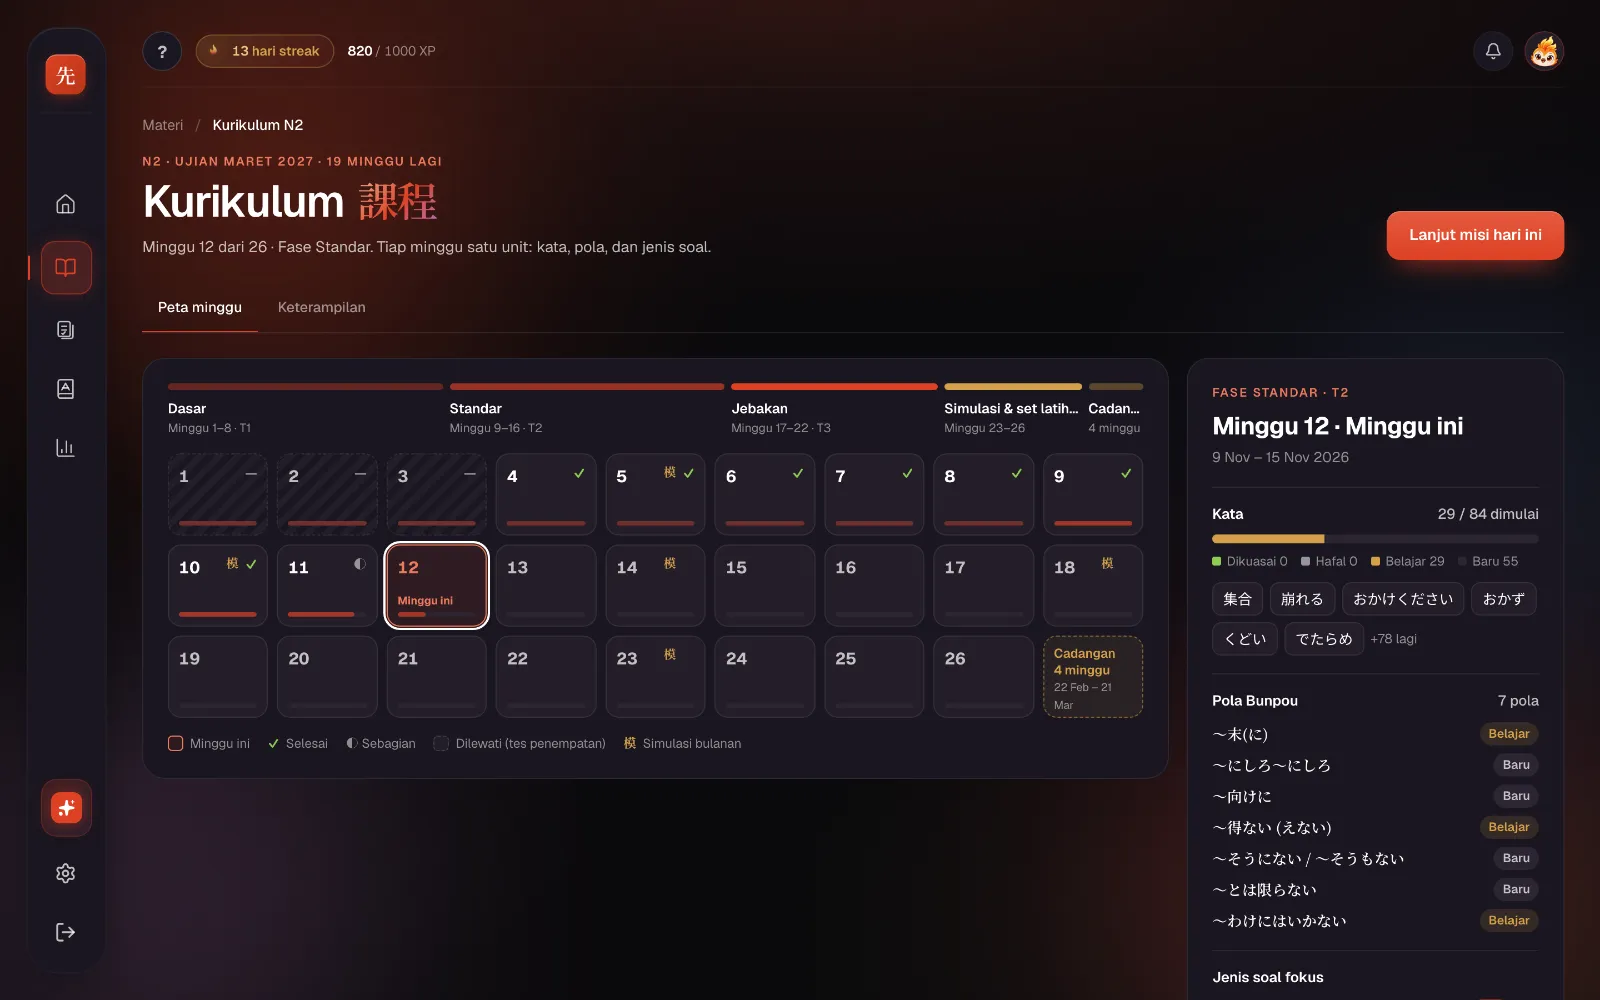 先
?
13 hari streak
820 / 1000 XP
Materi / Kurikulum N2
N2 · UJIAN MARET 2027 · 19 MINGGU LAGI
Kurikulum 課程
Minggu 12 dari 26 · Fase Standar. Tiap minggu satu unit: kata, pola, dan jenis soal.
Lanjut misi hari ini
Peta minggu
Keterampilan
Dasar
Minggu 1–8 · T1
Standar
Minggu 9–16 · T2
Jebakan
Minggu 17–22 · T3
Simulasi & set latih...
Minggu 23–26
Cadan...
4 minggu
1 —
2 —
3 —
4 ✓
5 模 ✓
6 ✓
7 ✓
8 ✓
9 ✓
10 模 ✓
11
12
Minggu ini
13
14 模
15
16
17
18 模
19
20
21
22
23 模
24
25
26
Cadangan
4 minggu
22 Feb – 21
Mar
Minggu ini
✓ Selesai
Sebagian
Dilewati (tes penempatan)
模 Simulasi bulanan
FASE STANDAR · T2
Minggu 12 · Minggu ini
9 Nov – 15 Nov 2026
Kata
29 / 84 dimulai
Dikuasai 0
Hafal 0
Belajar 29
Baru 55
集合
崩れる
おかけください
おかず
くどい
でたらめ
+78 lagi
Pola Bunpou
7 pola
～末(に)
Belajar
～にしろ～にしろ
Baru
～向けに
Baru
～得ない (えない)
Belajar
～そうにない / ～そうもない
Baru
～とは限らない
Baru
～わけにはいかない
Belajar
Jenis soal fokus